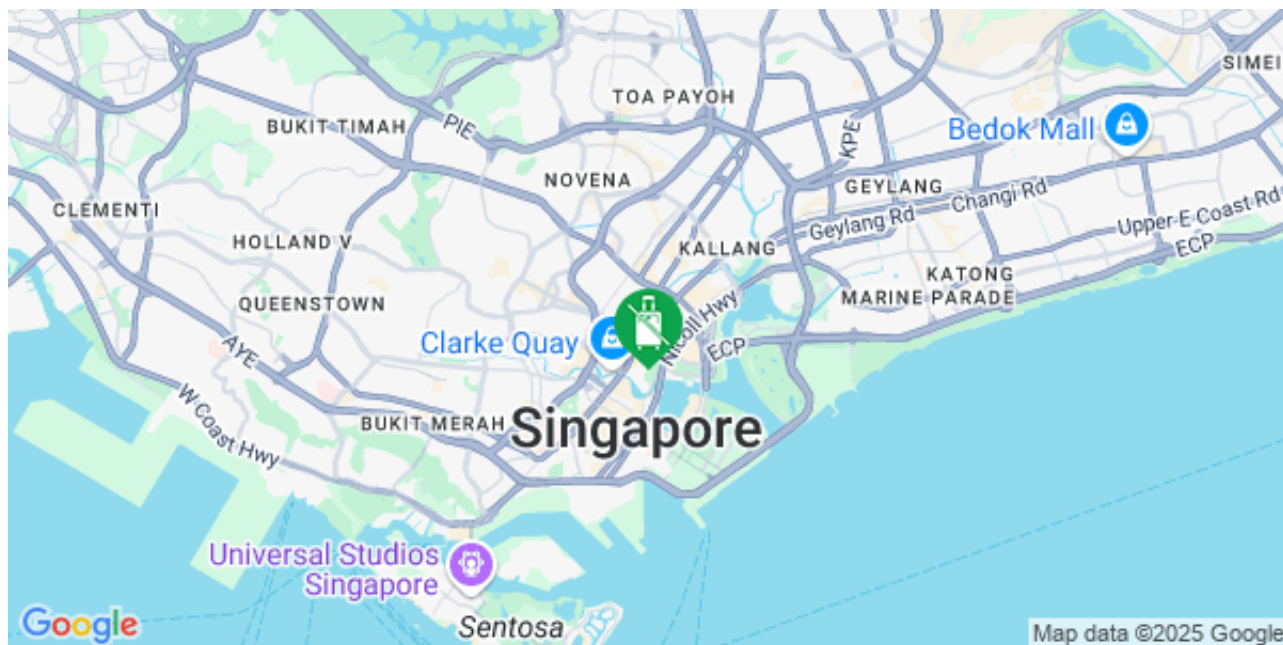 SIMEI
TOA PAYOH
PIE
BUKIT TIMAH
KPE
Bedok Mall
NOVENA
GEYLANG
Changi Rd
CLEMENTI
Geylang Rd
Upper E Coast Rd
HOLLAND V
KALLANG
ECP
KATONG
QUEENSTOWN
MARINE PARADE
Nicoll Hwy
AYE
Clarke Quay
ECP
W Coast Hwy
BUKIT MERAH
Singapore
Universal Studios
Singapore
Sentosa
Google
Map data ©2025 Google